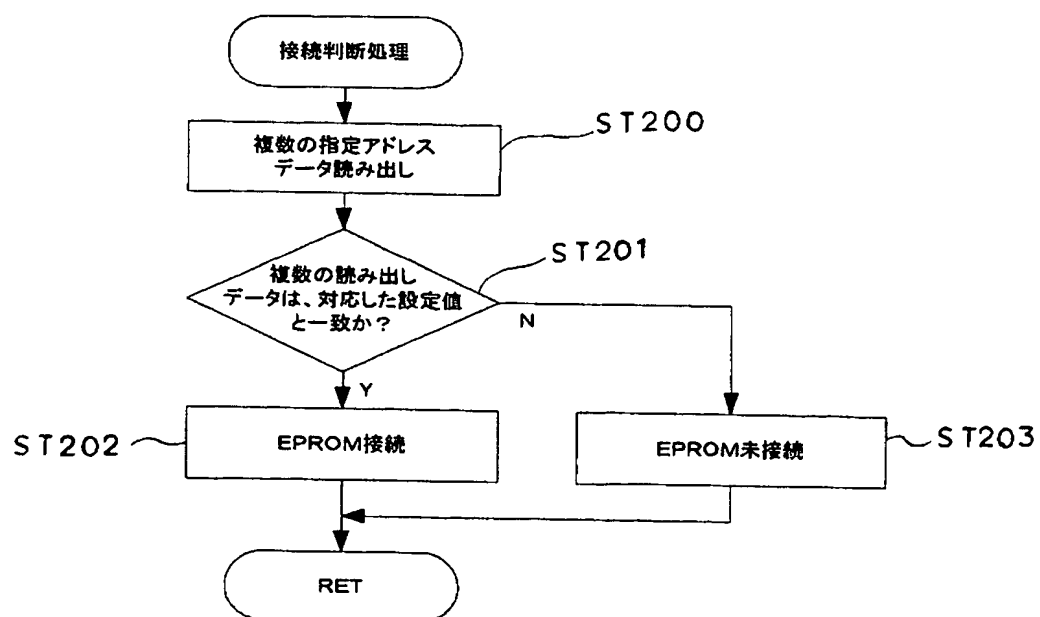 接続判断処理
複数の指定アドレス
データ読み出し
ST200
複数の読み出し
データは、対応した設定値
と一致か?
ST201
N
Y
EPROM接続
ST202
EPROM未接続
ST203
RET